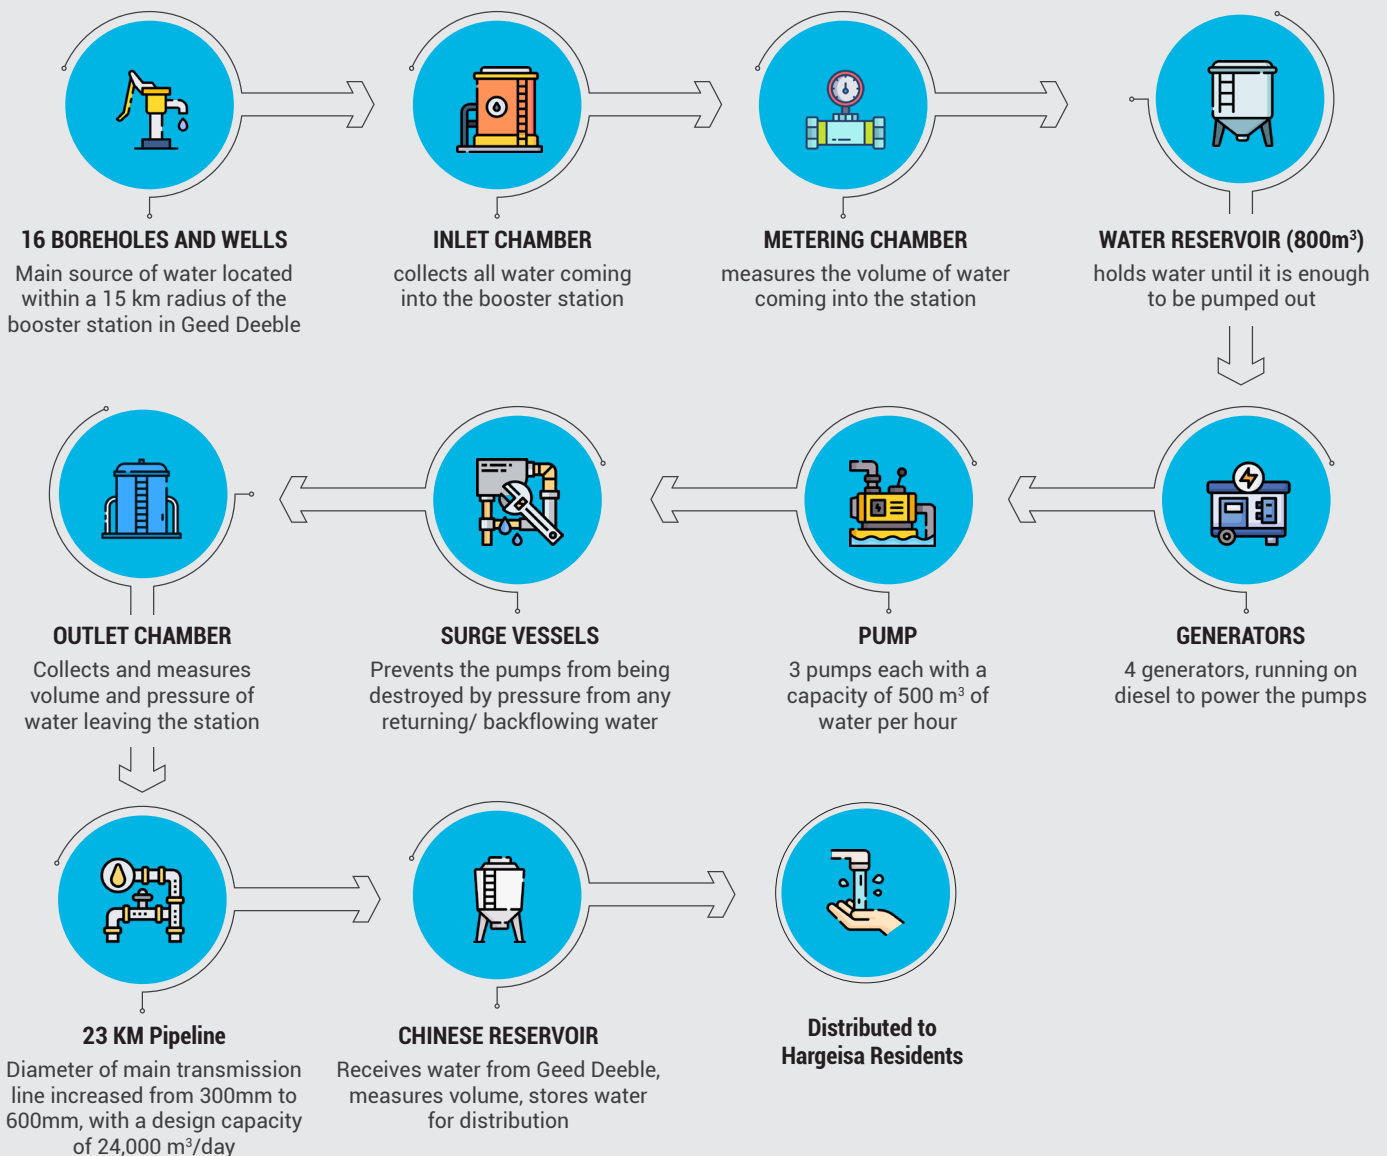 16 BOREHOLES AND WELLS
Main source of water located
within a 15 km radius of the
booster station in Geed Deeble
INLET CHAMBER
collects all water coming
into the booster station
METERING CHAMBER
measures the volume of water
coming into the station
WATER RESERVOIR (800m³)
holds water until it is enough
to be pumped out
GENERATORS
4 generators, running on
diesel to power the pumps
PUMP
3 pumps each with a
capacity of 500 m³ of
water per hour
SURGE VESSELS
Prevents the pumps from being
destroyed by pressure from any
returning/ backflowing water
OUTLET CHAMBER
Collects and measures
volume and pressure of
water leaving the station
23 KM Pipeline
Diameter of main transmission
line increased from 300mm to
600mm, with a design capacity
of 24,000 m³/day
CHINESE RESERVOIR
Receives water from Geed Deeble,
measures volume, stores water
for distribution
Distributed to
Hargeisa Residents